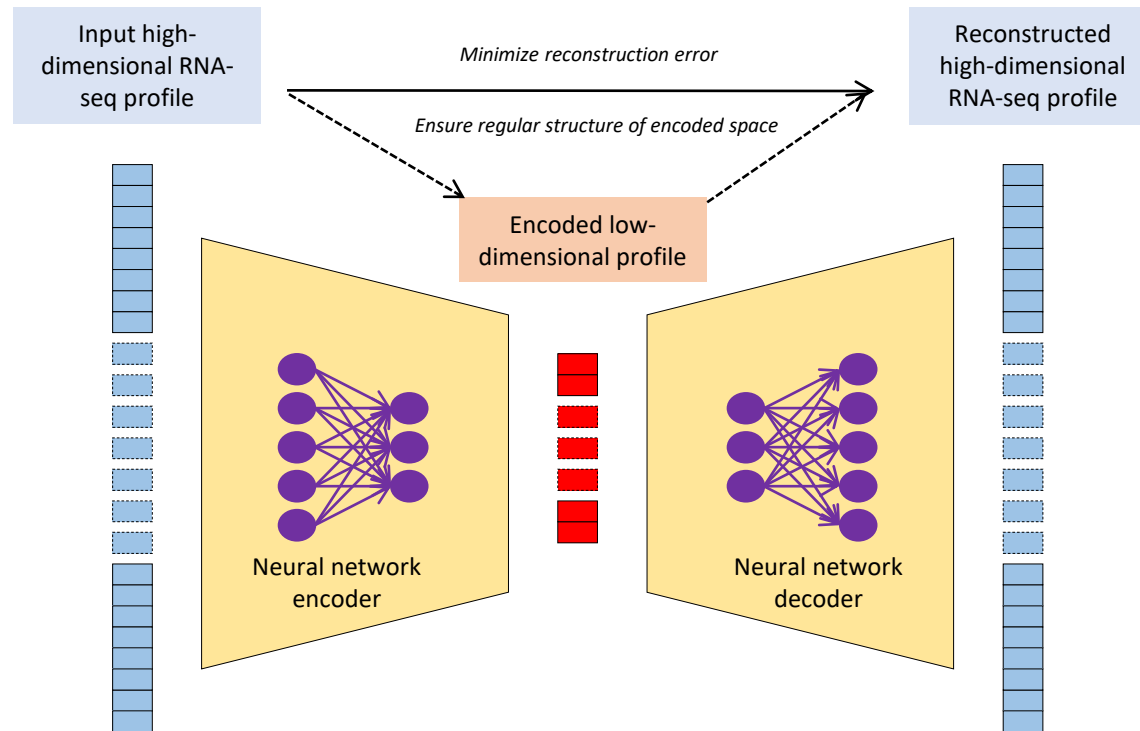 Input high-
dimensional RNA-
seq profile
Minimize reconstruction error
Reconstructed
high-dimensional
RNA-seq profile
Ensure regular structure of encoded space
Encoded low-
dimensional profile
Neural network
encoder
Neural network
decoder